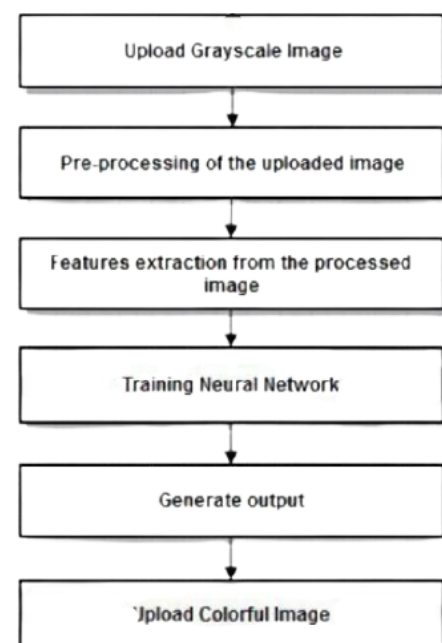 Upload Grayscale Image
Pre-processing of the uploaded image
Features extraction from the processed
image
Training Neural Network
Generate output
Upload Colorful Image